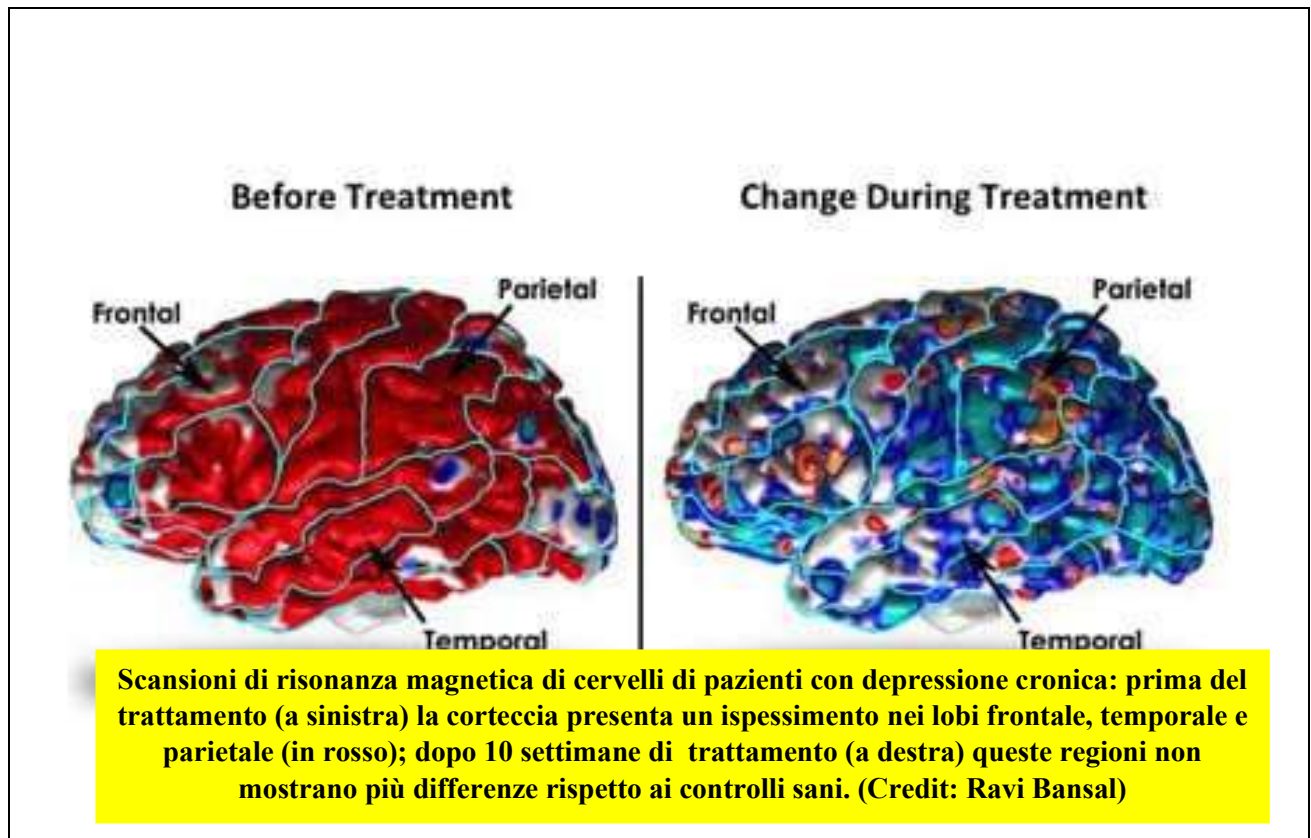 Before Treatment
Change During Treatment
Frontal
Parietal
Temporal
Frontal
Parietal
Temporal
Scansioni di risonanza magnetica di cervelli di pazienti con depressione cronica: prima del
trattamento (a sinistra) la corteccia presenta un ispessimento nei lobi frontale, temporale e
parietale (in rosso); dopo 10 settimane di trattamento (a destra) queste regioni non
mostrano più differenze rispetto ai controlli sani. (Credit: Ravi Bansal)